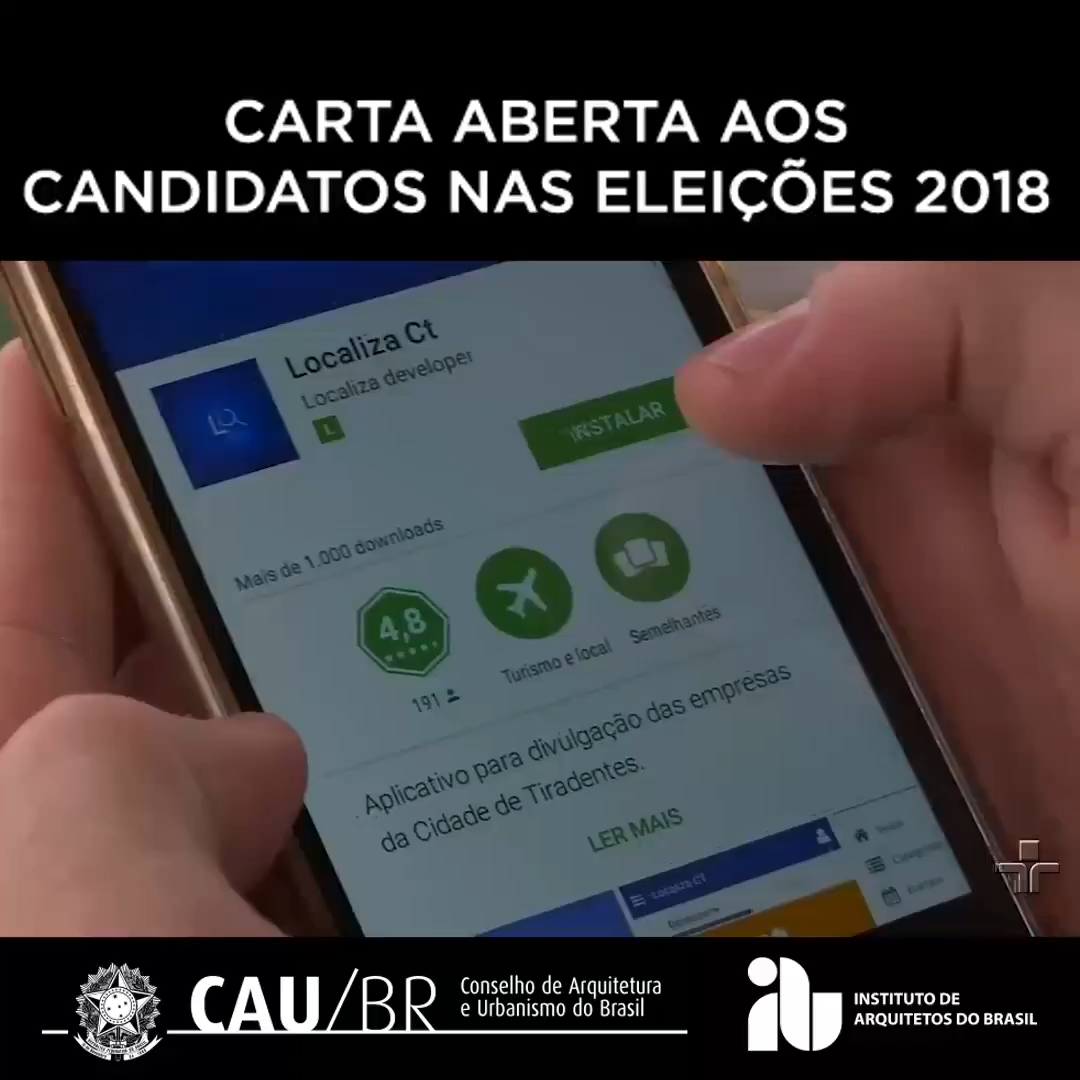 CARTA ABERTA AOS
CANDIDATOS NAS ELEIÇÕES 2018
Localiza Ct
Localiza developer
L
INSTALAR
Mais de 1.000 downloads
4,8
191
Turismo e local
Semelhantes
Aplicativo para divulgação das empresas
da Cidade de Tiradentes.
LER MAIS
Localiza CT
CAU/BR
Conselho de Arquitetura
e Urbanismo do Brasil
INSTITUTO DE
ARQUITETOS DO BRASIL